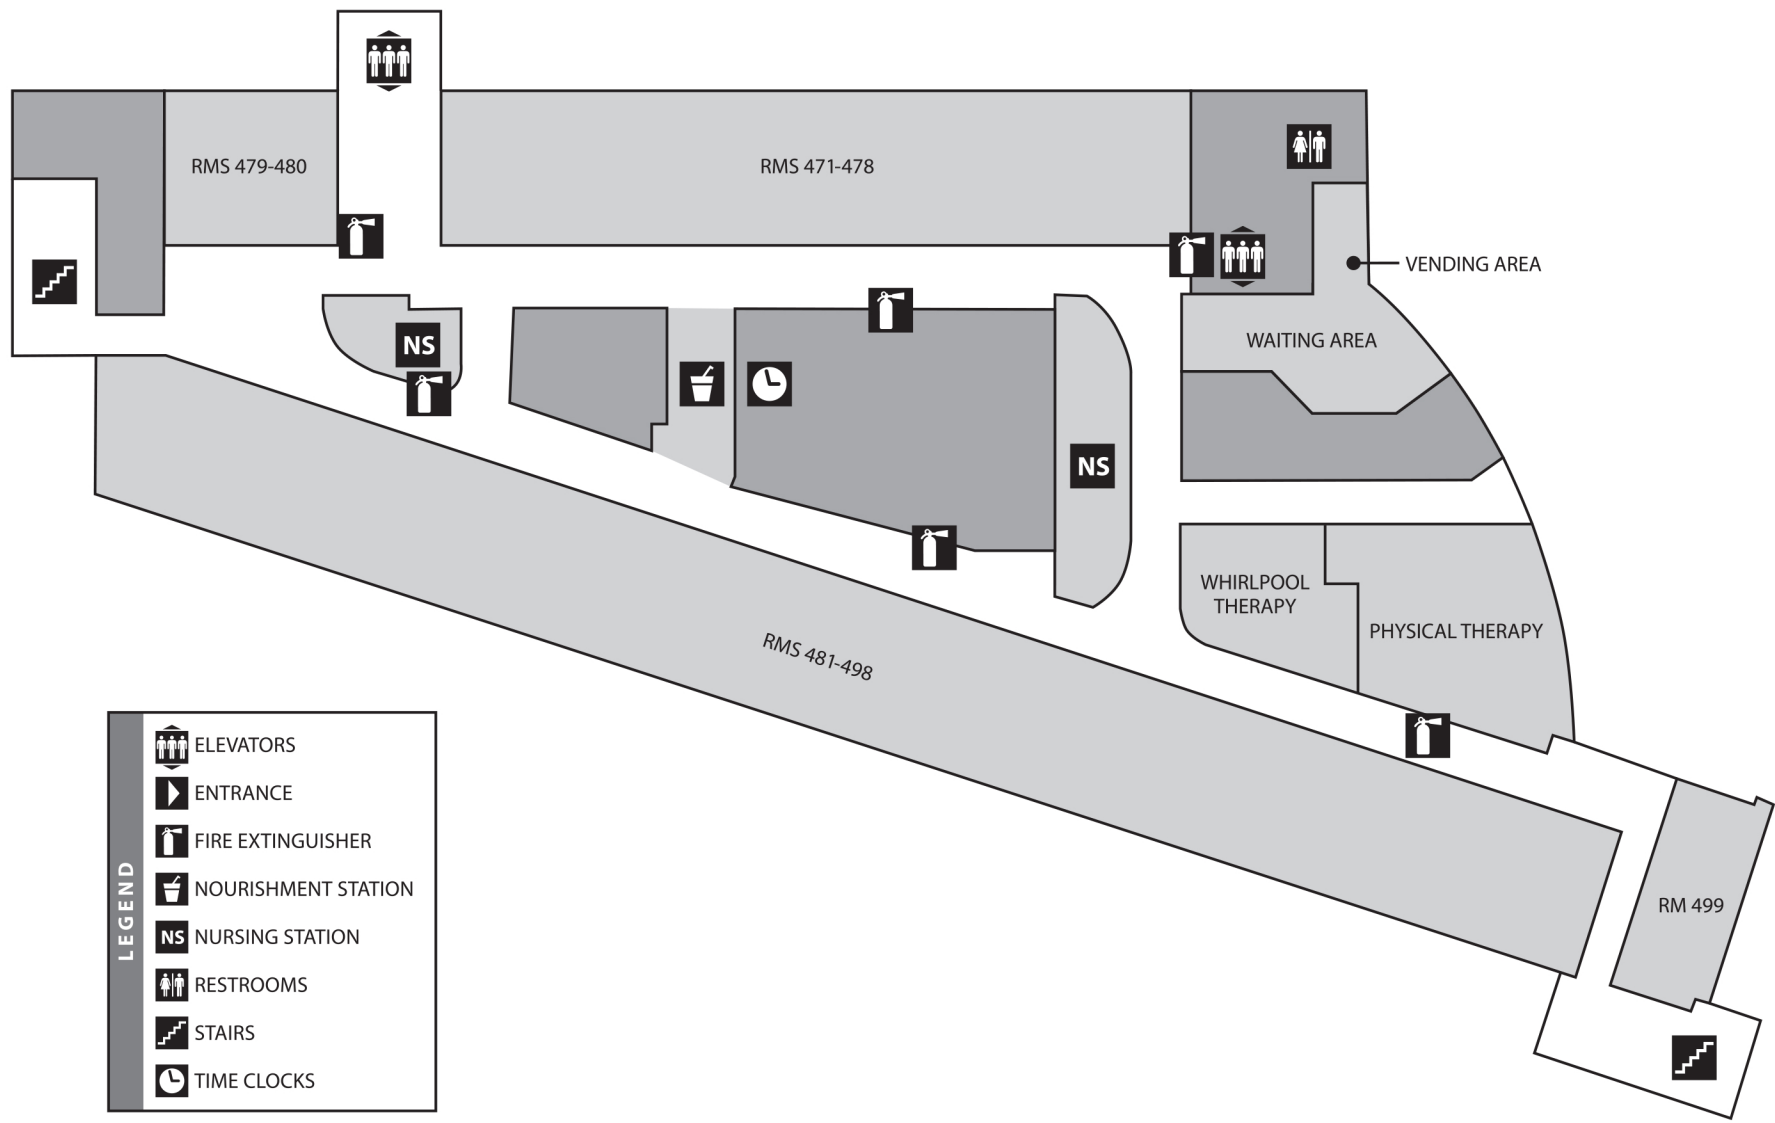 RMS 479-480
RMS 471-478
VENDING AREA
WAITING AREA
NS
NS
WHIRLPOOL
THERAPY
PHYSICAL THERAPY
RMS 481-498
RM 499
LEGEND
ELEVATORS
ENTRANCE
FIRE EXTINGUISHER
NOURISHMENT STATION
NS NURSING STATION
RESTROOMS
STAIRS
TIME CLOCKS